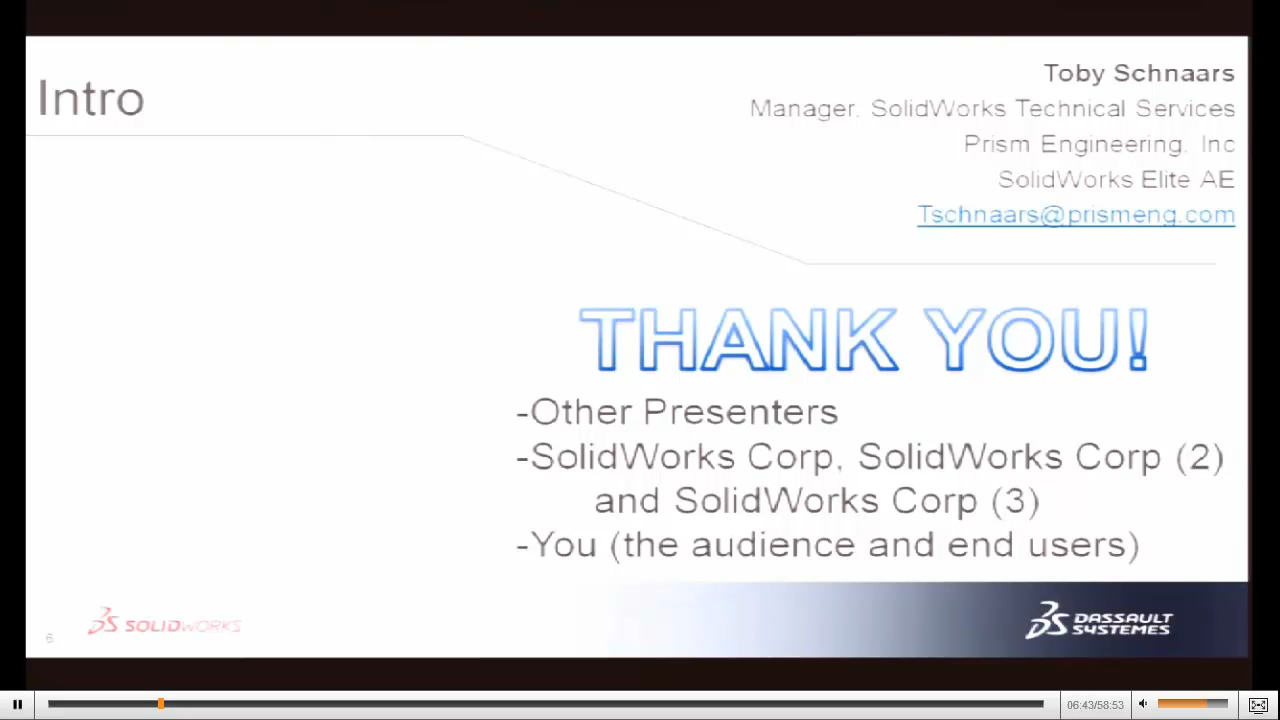 Intro
Toby Schnaars
Manager, SolidWorks Technical Services
Prism Engineering, Inc
SolidWorks Elite AE
Tschnaars@prismeng.com
THANK YOU!
-Other Presenters
-SolidWorks Corp, SolidWorks Corp (2)
and SolidWorks Corp (3)
-You (the audience and end users)
6
SOLIDWORKS
DASSAULT
SYSTEMES
06:43/58:53